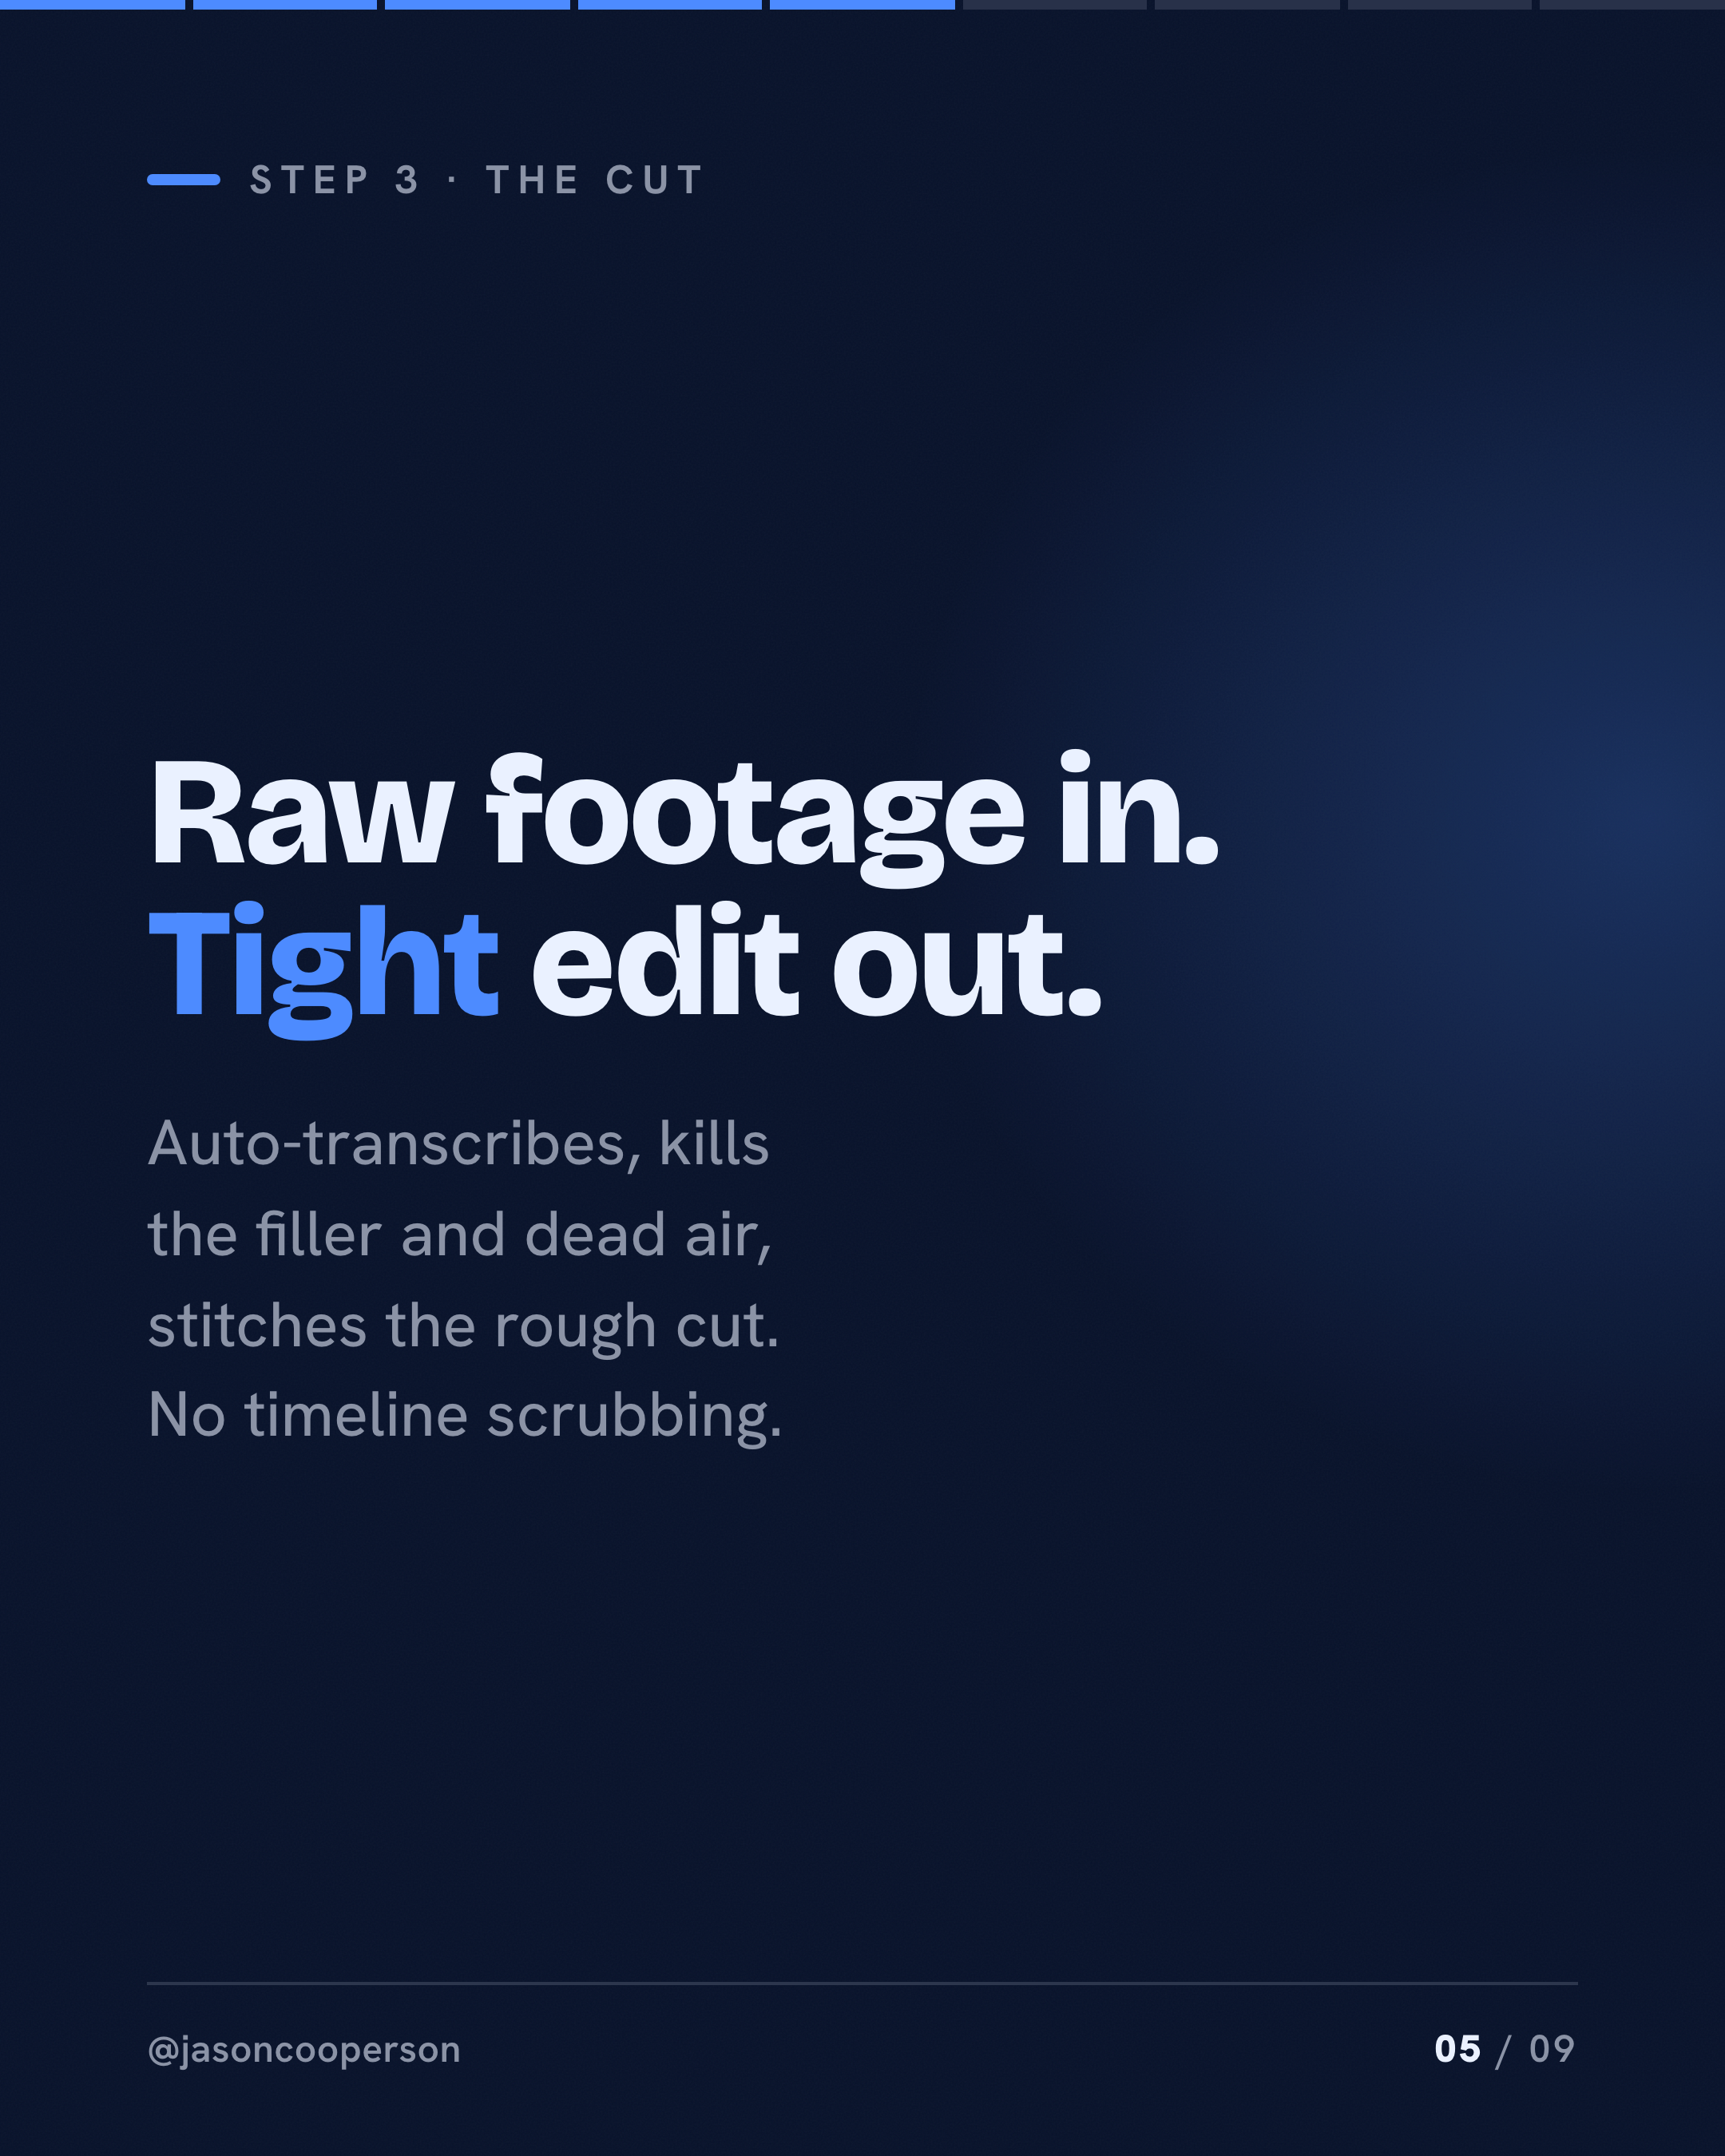 STEP 3 · THE CUT
Raw footage in.
Tight edit out.
Auto-transcribes, kills
the filler and dead air,
stitches the rough cut.
No timeline scrubbing.
@jasoncooperson
05 / 09